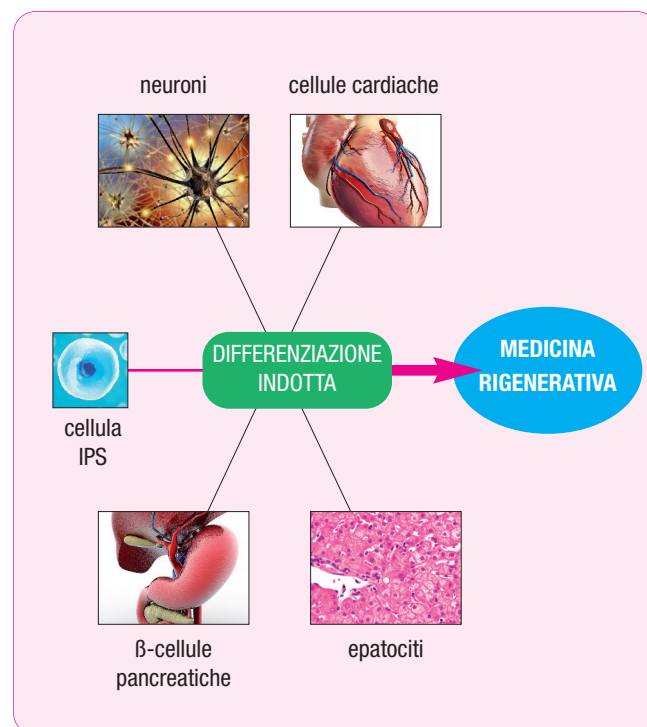 neuroni
cellule cardiache
DIFFERENZIAZIONE
INDOTTA
MEDICINA
RIGENERATIVA
cellula
IPS
ß-cellule
pancreatiche
epatociti